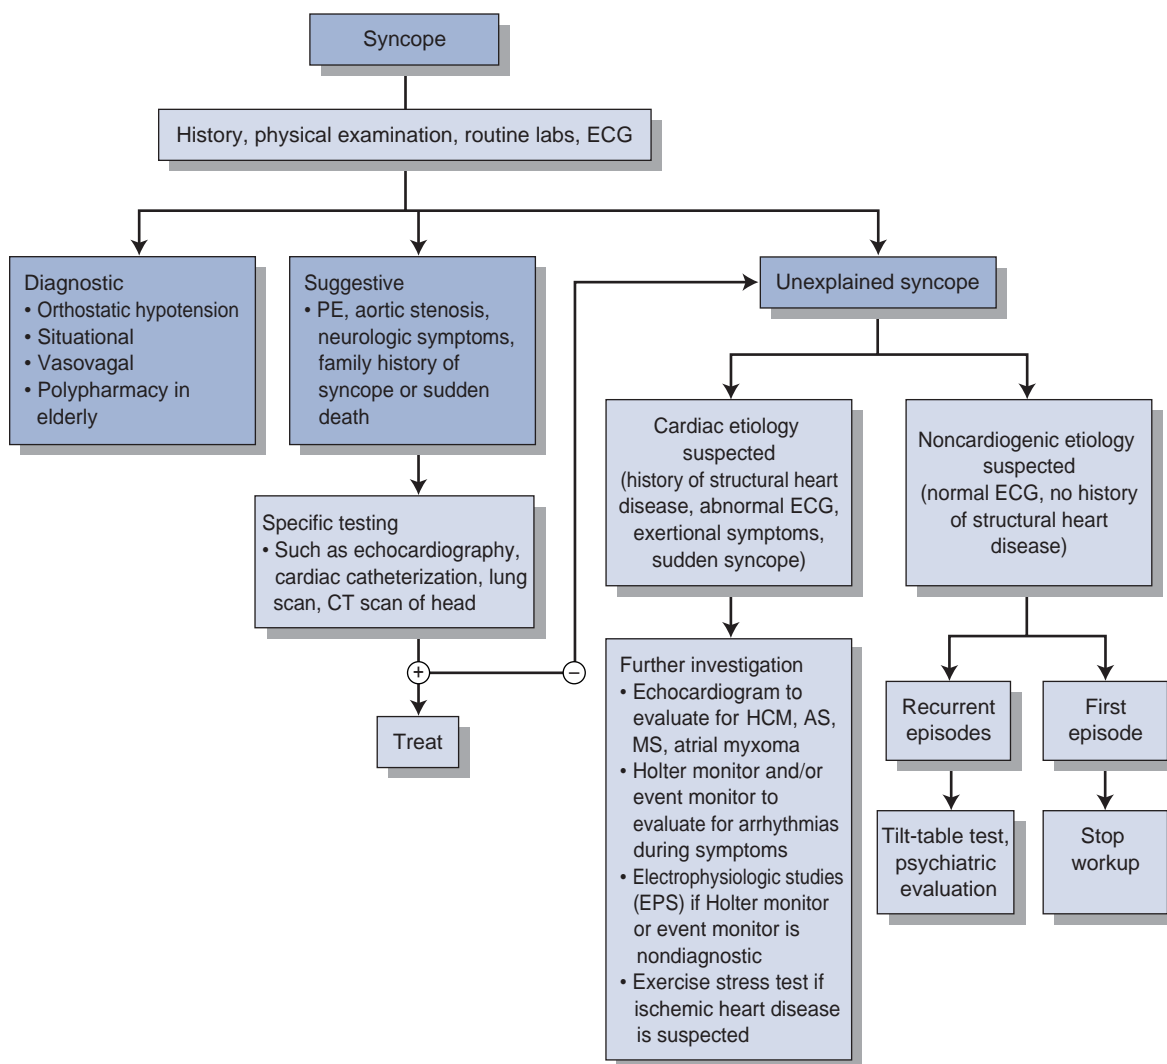 Syncope
History, physical examination, routine labs, ECG
Diagnostic
• Orthostatic hypotension
• Situational
• Vasovagal
• Polypharmacy in
elderly
Suggestive
• PE, aortic stenosis,
neurologic symptoms,
family history of
syncope or sudden
death
Unexplained syncope
Specific testing
• Such as echocardiography,
cardiac catheterization, lung
scan, CT scan of head
+
−
Treat
Cardiac etiology
suspected
(history of structural heart
disease, abnormal ECG,
exertional symptoms,
sudden syncope)
Noncardiogenic etiology
suspected
(normal ECG, no history
of structural heart
disease)
Further investigation
• Echocardiogram to
evaluate for HCM, AS,
MS, atrial myxoma
• Holter monitor and/or
event monitor to
evaluate for arrhythmias
during symptoms
• Electrophysiologic studies
(EPS) if Holter monitor
or event monitor is
nondiagnostic
• Exercise stress test if
ischemic heart disease
is suspected
Recurrent
episodes
First
episode
Tilt-table test,
psychiatric
evaluation
Stop
workup